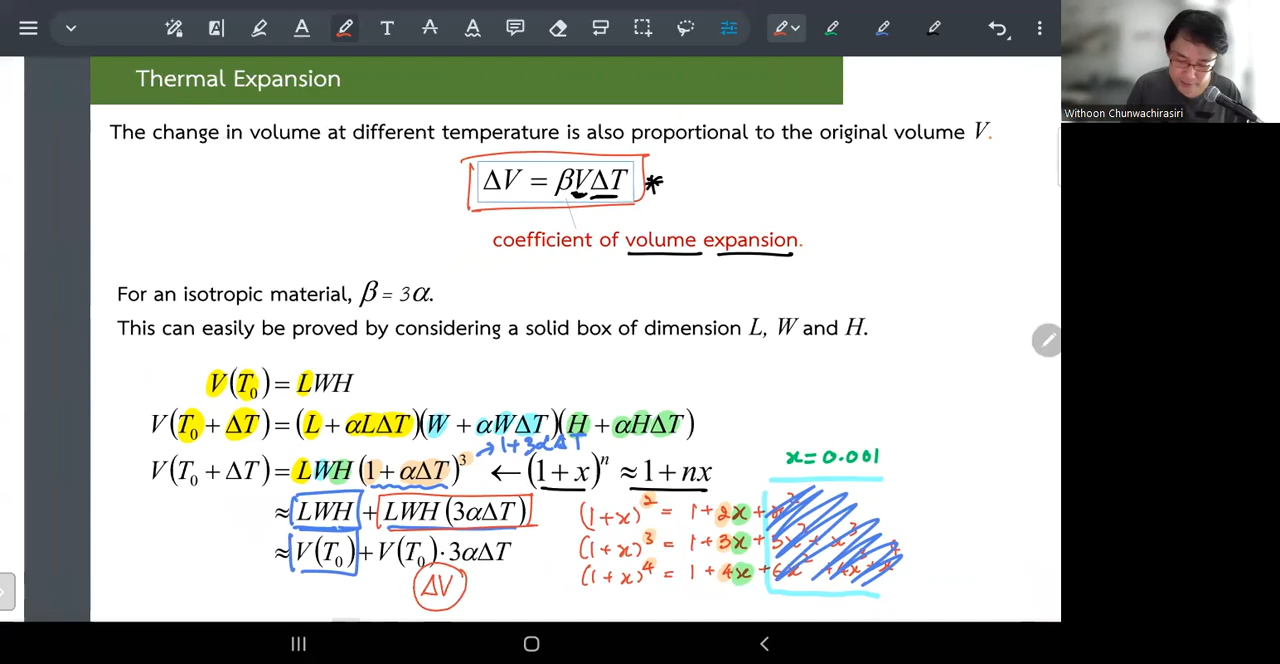 Thermal Expansion
Withoon Chunwachirasiri
The change in volume at different temperature is also proportional to the original volume V.
ΔV = βVΔT *
coefficient of volume expansion.
For an isotropic material, β = 3α.
This can easily be proved by considering a solid box of dimension L, W and H.
V(T₀) = LWH
V(T₀ + ΔT) = (L + αLΔT)(W + αWΔT)(H + αHΔT)
→ 1+3αΔT
V(T₀ + ΔT) = LWH(1 + αΔT)³ ← (1 + x)ⁿ ≈ 1 + nx
x = 0.001
≈ LWH + LWH(3αΔT)
(1+x)² = 1 + 2x +
≈ V(T₀) + V(T₀)·3αΔT
(1+x)³ = 1 + 3x +
(1+x)⁴ = 1 + 4x +
ΔV